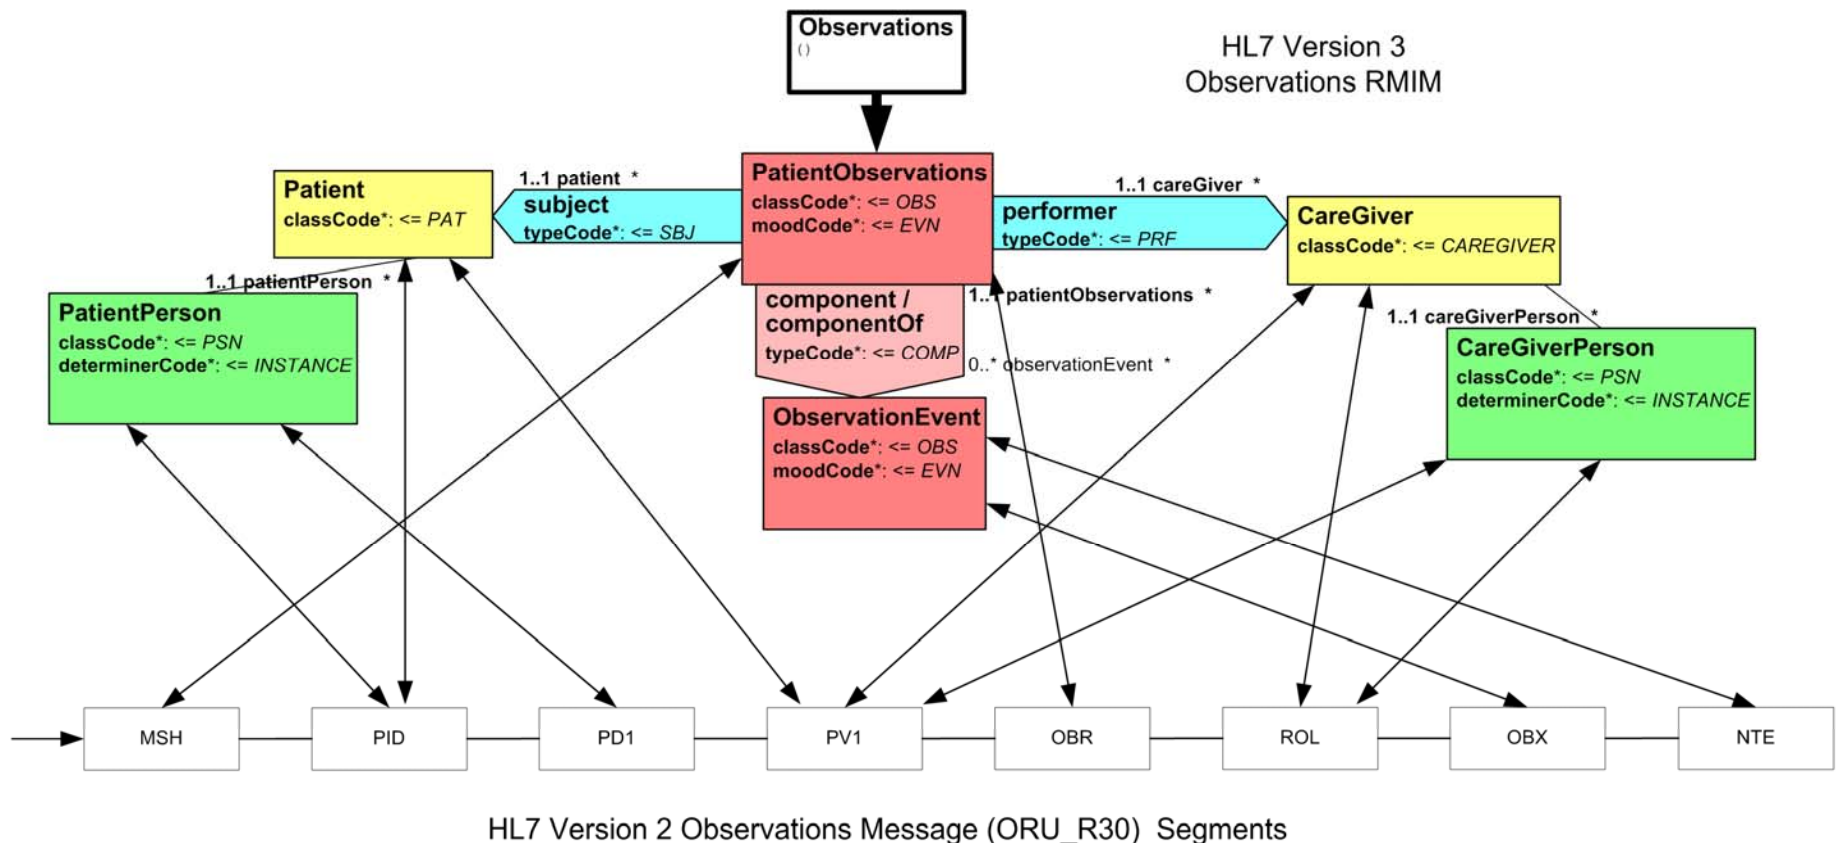 Observations
( )
HL7 Version 3
Observations RMIM
Patient
classCode*: <= PAT
1..1 patient *
subject
typeCode*: <= SBJ
PatientObservations
classCode*: <= OBS
moodCode*: <= EVN
1..1 careGiver *
performer
typeCode*: <= PRF
CareGiver
classCode*: <= CAREGIVER
1..1 patientPerson *
PatientPerson
classCode*: <= PSN
determinerCode*: <= INSTANCE
component /
componentOf
typeCode*: <= COMP
1..1 patientObservations *
0..* observationEvent *
1..1 careGiverPerson *
CareGiverPerson
classCode*: <= PSN
determinerCode*: <= INSTANCE
ObservationEvent
classCode*: <= OBS
moodCode*: <= EVN
MSH
PID
PD1
PV1
OBR
ROL
OBX
NTE
HL7 Version 2 Observations Message (ORU_R30) Segments